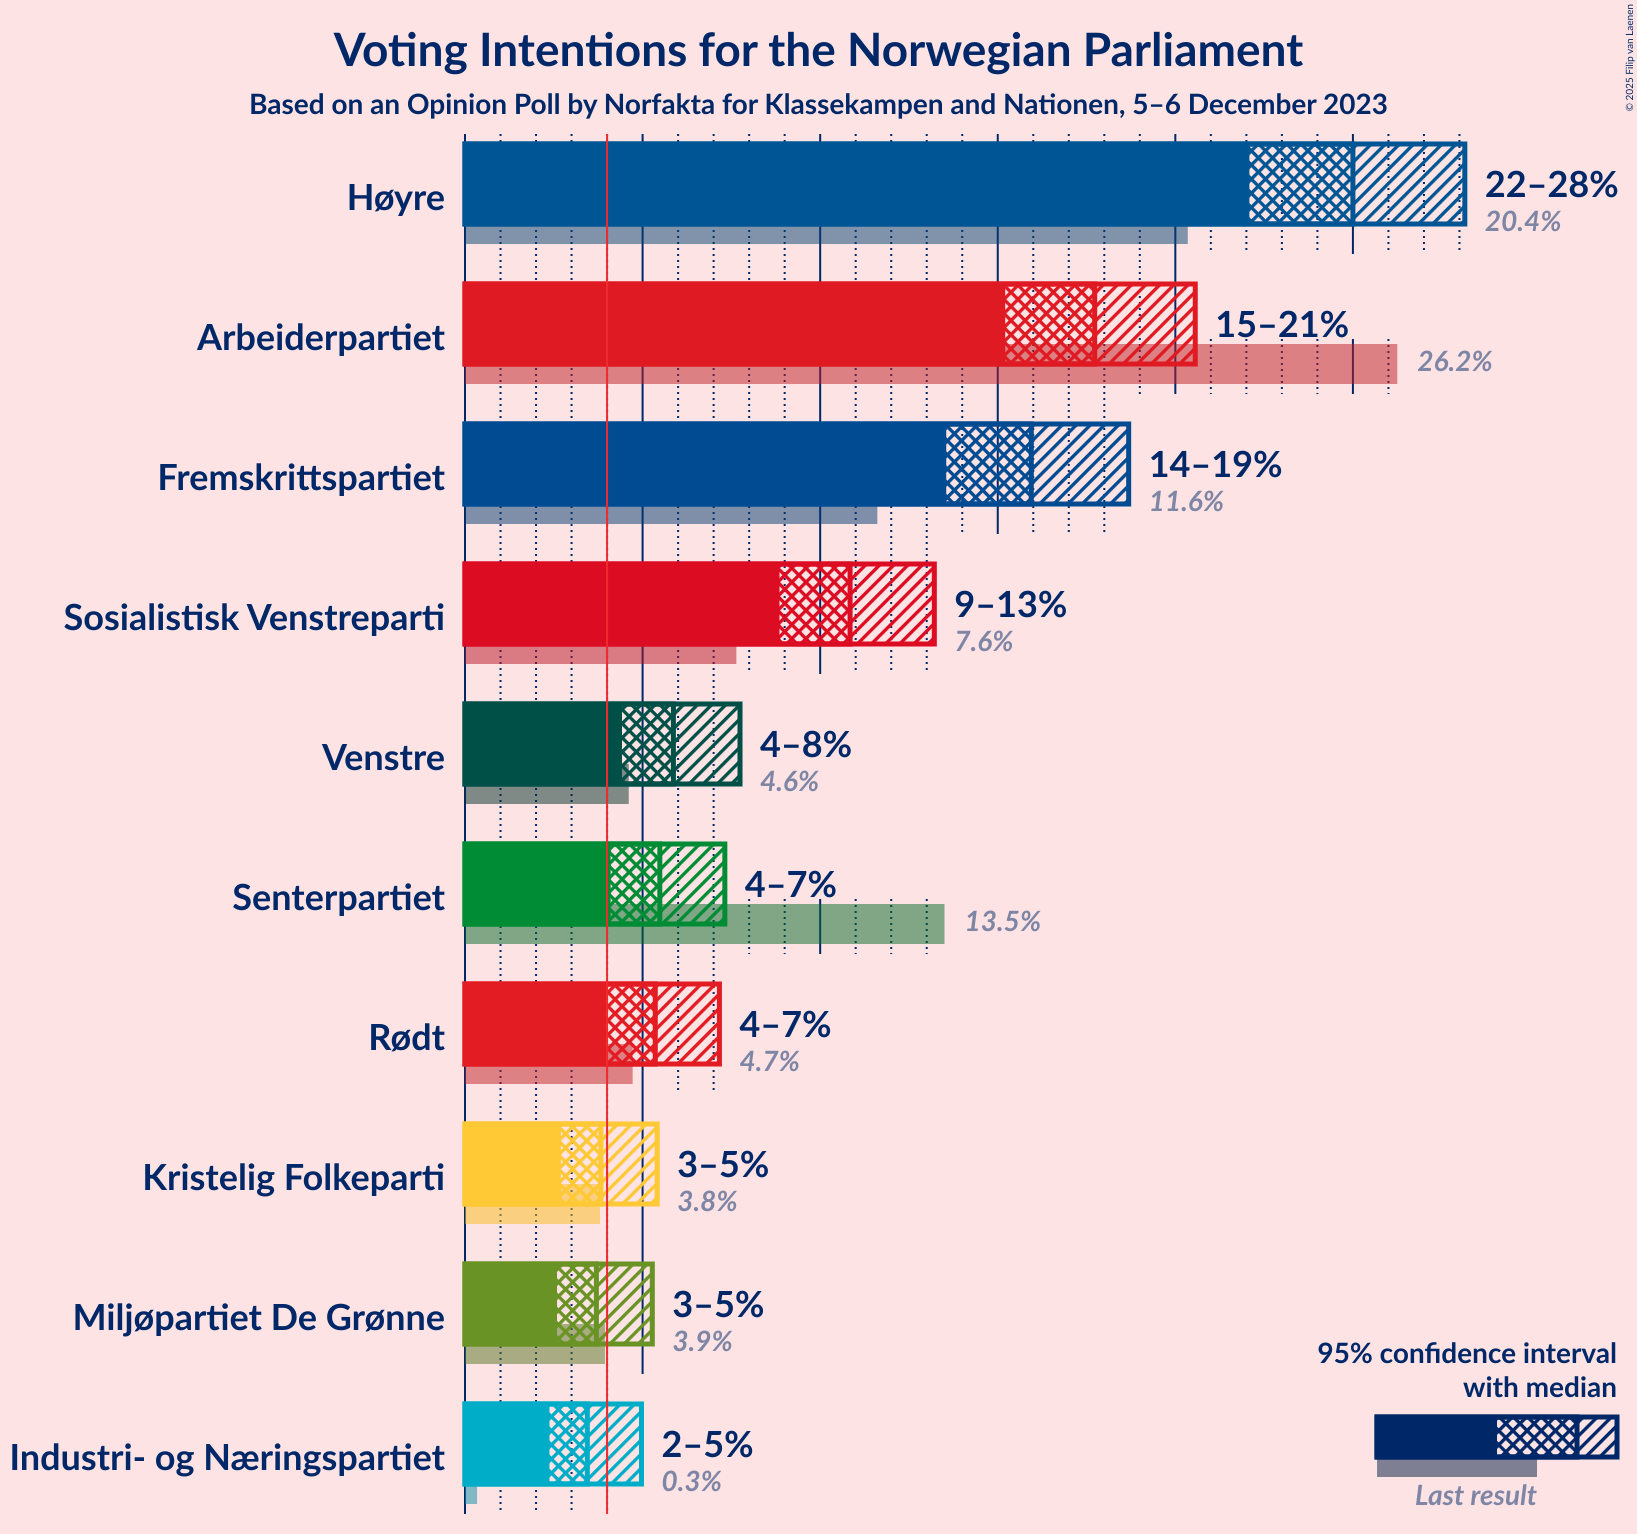 Voting Intentions for the Norwegian Parliament
Based on an Opinion Poll by Norfakta for Klassekampen and Nationen, 5–6 December 2023
© 2025 Filip van Laenen
Høyre
22–28%
20.4%
Arbeiderpartiet
15–21%
26.2%
Fremskrittspartiet
14–19%
11.6%
Sosialistisk Venstreparti
9–13%
7.6%
Venstre
4–8%
4.6%
Senterpartiet
4–7%
13.5%
Rødt
4–7%
4.7%
Kristelig Folkeparti
3–5%
3.8%
Miljøpartiet De Grønne
3–5%
3.9%
Industri- og Næringspartiet
2–5%
0.3%
95% confidence interval
with median
Last result